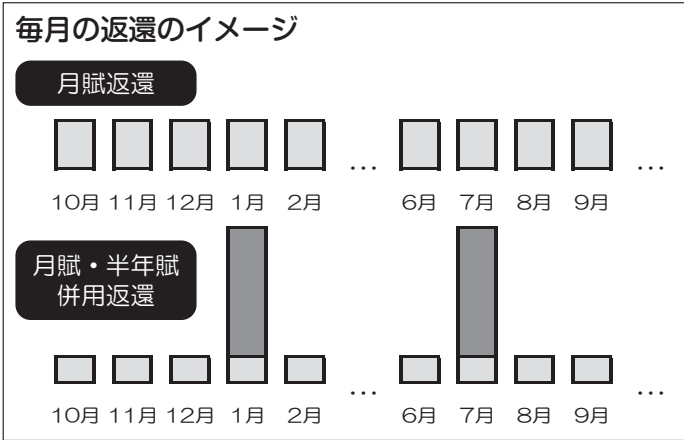 毎月の返還のイメージ
月賦返還
10月 11月 12月 1月 2月 … 6月 7月 8月 9月 …
月賦・半年賦
併用返還
10月 11月 12月 1月 2月 … 6月 7月 8月 9月 …